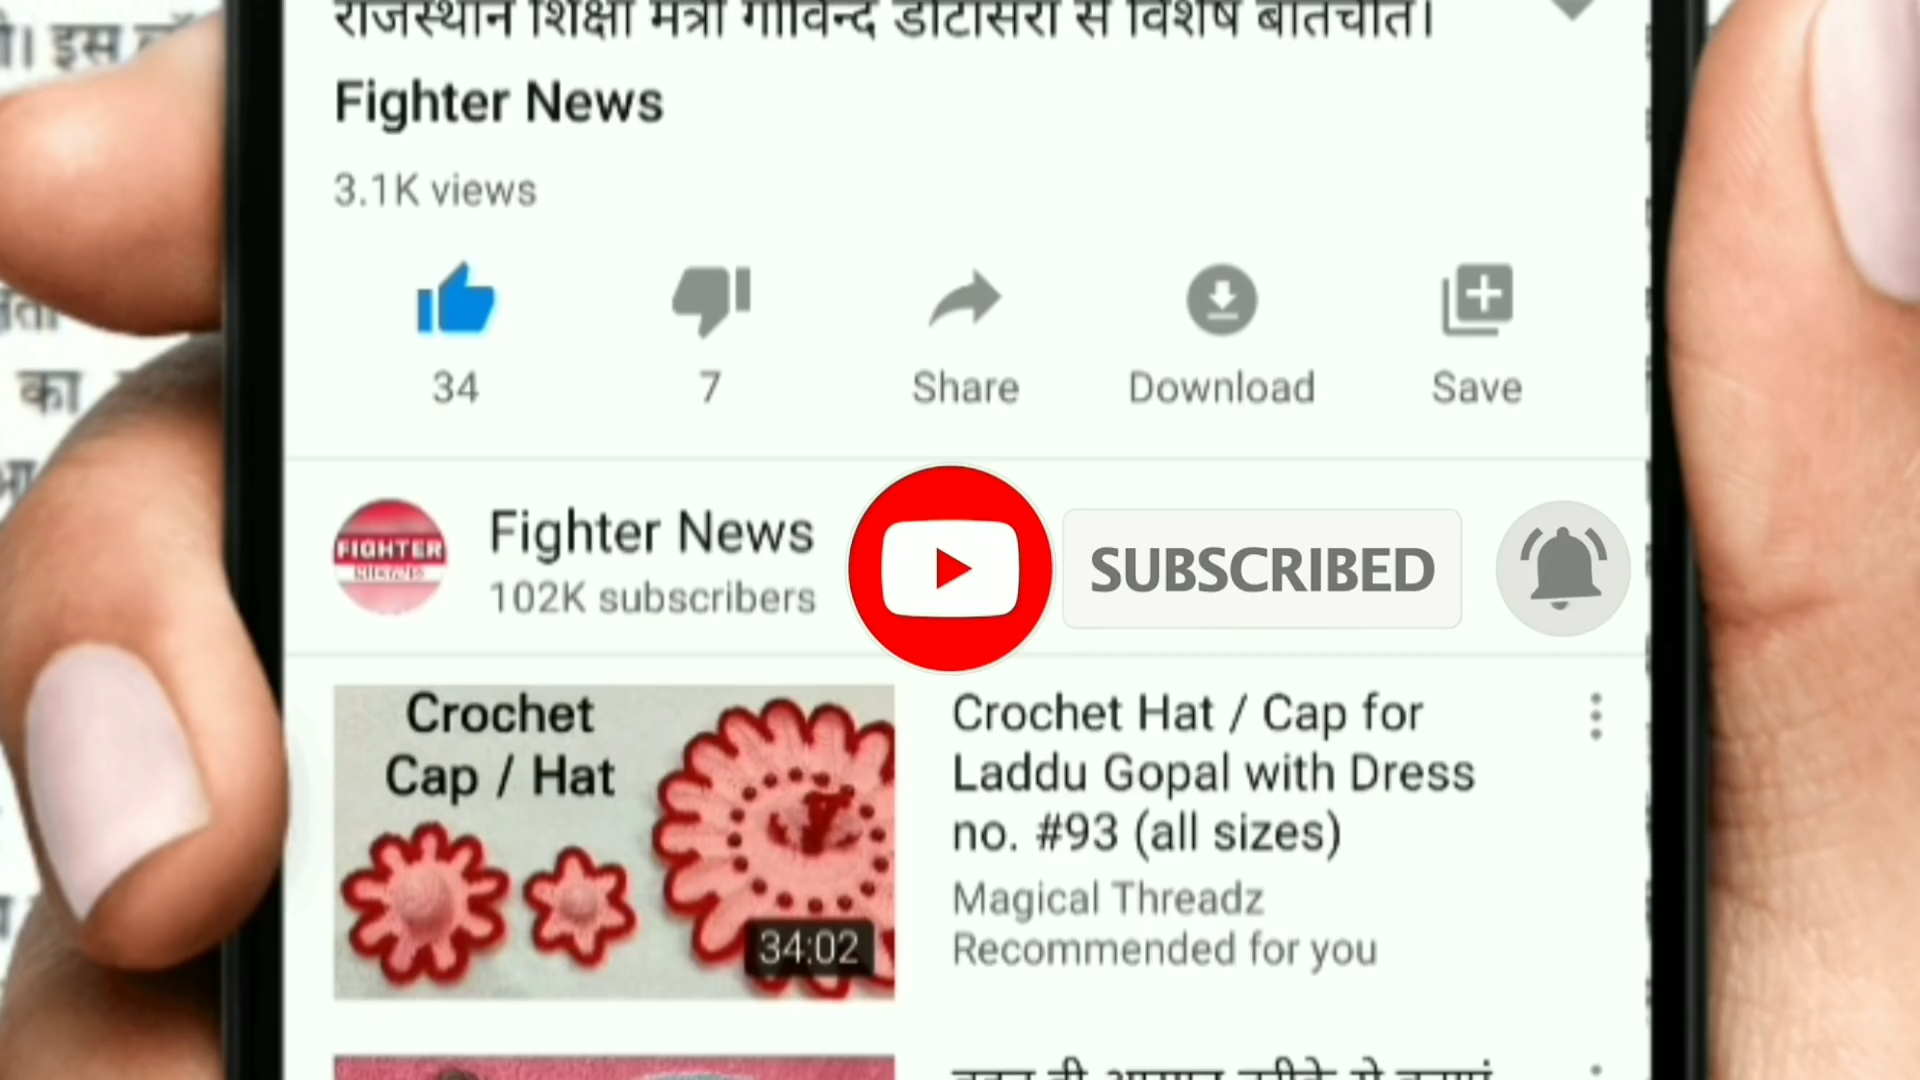 राजस्थान शिक्षा मंत्री गोविन्द डोटासरा से विशेष बातचीत।
Fighter News
3.1K views
34
7
Share
Download
Save
FIGHTER
Fighter News
102K subscribers
SUBSCRIBED
Crochet
Cap / Hat
34:02
Crochet Hat / Cap for
Laddu Gopal with Dress
no. #93 (all sizes)
Magical Threadz
Recommended for you
। इस
का